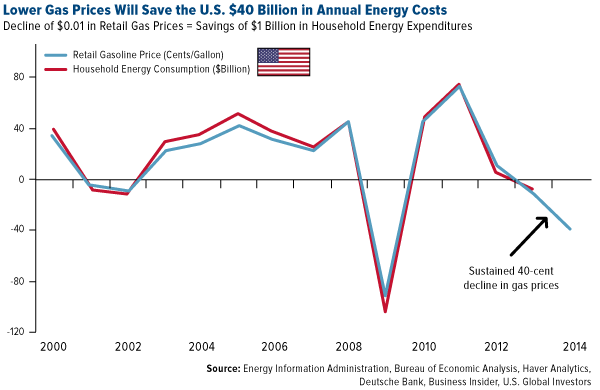 Lower Gas Prices Will Save the U.S. $40 Billion in Annual Energy Costs
Decline of $0.01 in Retail Gas Prices = Savings of $1 Billion in Household Energy Expenditures
Retail Gasoline Price (Cents/Gallon)
Household Energy Consumption ($Billion)
80
40
0
-40
-80
-120
Sustained 40-cent
decline in gas prices
2000 2002 2004 2006 2008 2010 2012 2014
Source: Energy Information Administration, Bureau of Economic Analysis, Haver Analytics,
Deutsche Bank, Business Insider, U.S. Global Investors